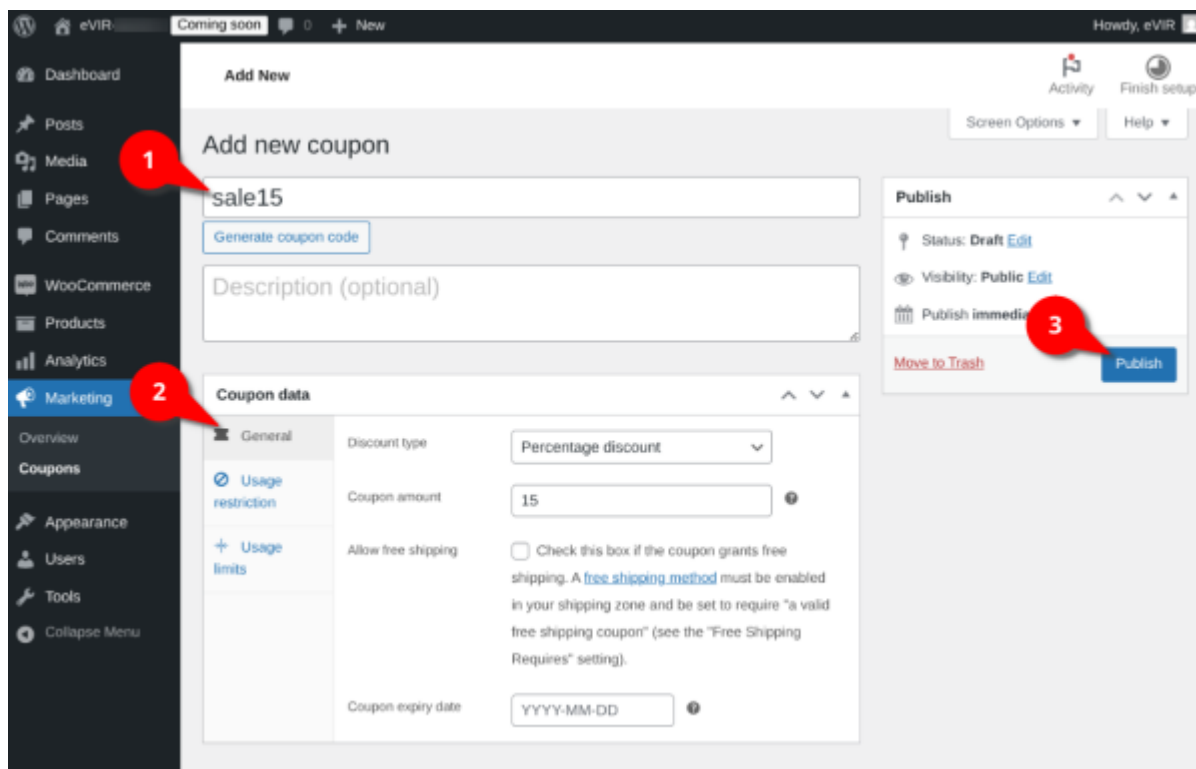 eVIR
Coming soon
0
+ New
Howdy, eVIR
Dashboard
Posts
Media
Pages
Comments
WooCommerce
Products
Analytics
Marketing
Overview
Coupons
Appearance
Users
Tools
Collapse Menu
Add New
Activity
Finish setup
Screen Options
Help
Add new coupon
1
sale15
Generate coupon code
Description (optional)
Publish
Status: Draft Edit
Visibility: Public Edit
Publish
3
Move to Trash
Publish
2
Coupon data
General
Usage
restriction
Usage
limits
Discount type
Percentage discount
Coupon amount
15
Allow free shipping
Check this box if the coupon grants free
shipping. A free shipping method must be enabled
in your shipping zone and be set to require "a valid
free shipping coupon" (see the "Free Shipping
Requires" setting).
Coupon expiry date
YYYY-MM-DD